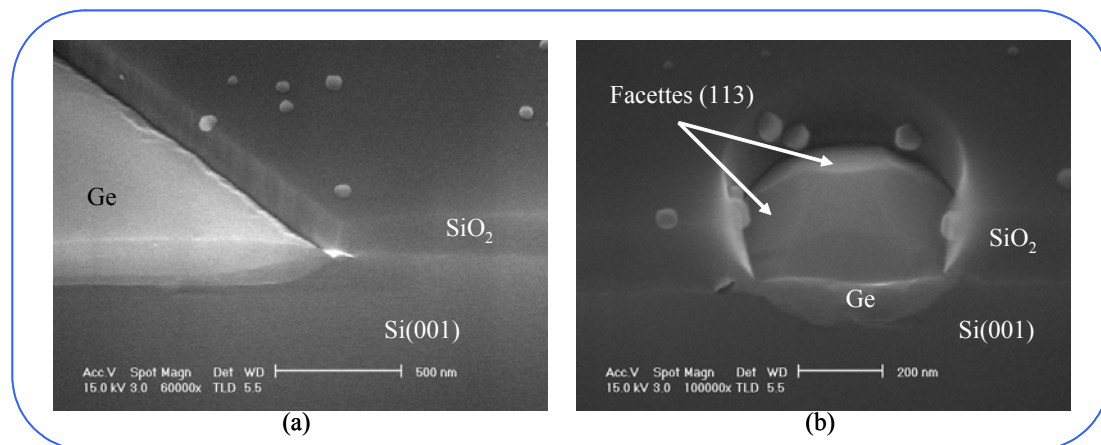 Ge
SiO2
Si(001)
Acc.V Spot Magn Det WD
15.0 kV 3.0 60000x TLD 5.5
500 nm
(a)
Facettes (113)
SiO2
Ge
Si(001)
Acc.V Spot Magn Det WD
15.0 kV 3.0 100000x TLD 5.5
200 nm
(b)